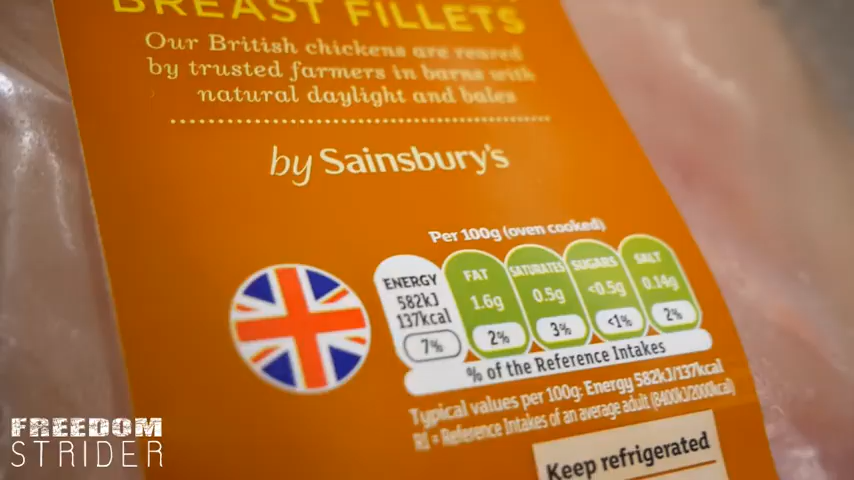 BREAST FILLETS
Our British chickens are reared
by trusted farmers in barns with
natural daylight and bales
by Sainsbury's
Per 100g (oven cooked)
ENERGY
582kJ
137kcal
7%
FAT
1.6g
2%
SATURATES
0.5g
3%
SUGARS
<0.5g
<1%
SALT
0.14g
2%
% of the Reference Intakes
Typical values per 100g: Energy 582kJ/137kcal
RI = Reference Intakes of an average adult (8400kJ/2000kcal)
Keep refrigerated
FREEDOM
STRIDER